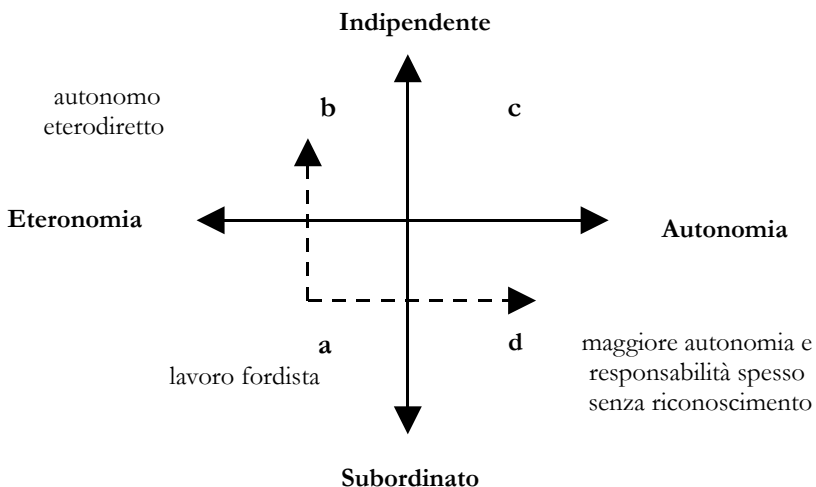 Indipendente
autonomo
eterodiretto
b
c
Eteronomia
Autonomia
a
d
lavoro fordista
maggiore autonomia e
responsabilità spesso
senza riconoscimento
Subordinato